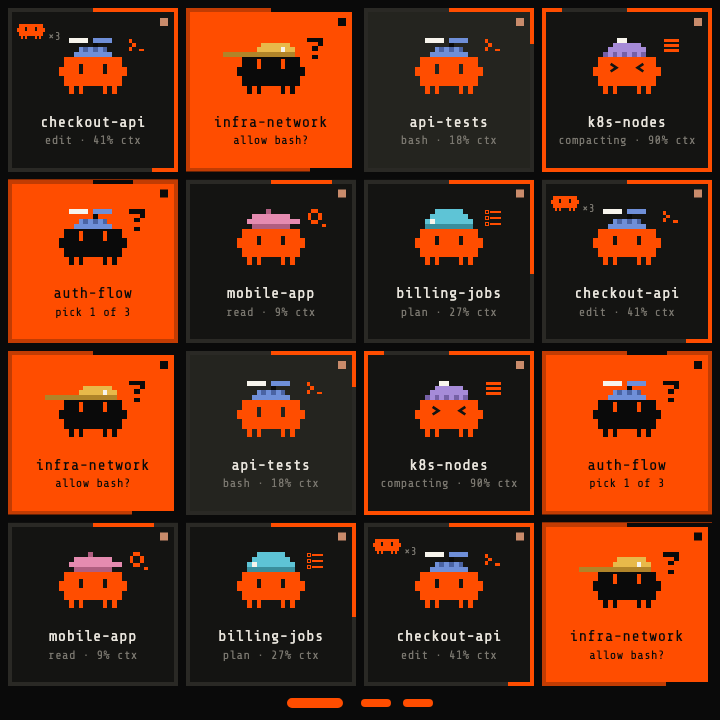 ×3
checkout-api
edit · 41% ctx
infra-network
allow bash?
api-tests
bash · 18% ctx
k8s-nodes
compacting · 90% ctx
auth-flow
pick 1 of 3
mobile-app
read · 9% ctx
billing-jobs
plan · 27% ctx
×3
checkout-api
edit · 41% ctx
infra-network
allow bash?
api-tests
bash · 18% ctx
k8s-nodes
compacting · 90% ctx
auth-flow
pick 1 of 3
mobile-app
read · 9% ctx
billing-jobs
plan · 27% ctx
×3
checkout-api
edit · 41% ctx
infra-network
allow bash?